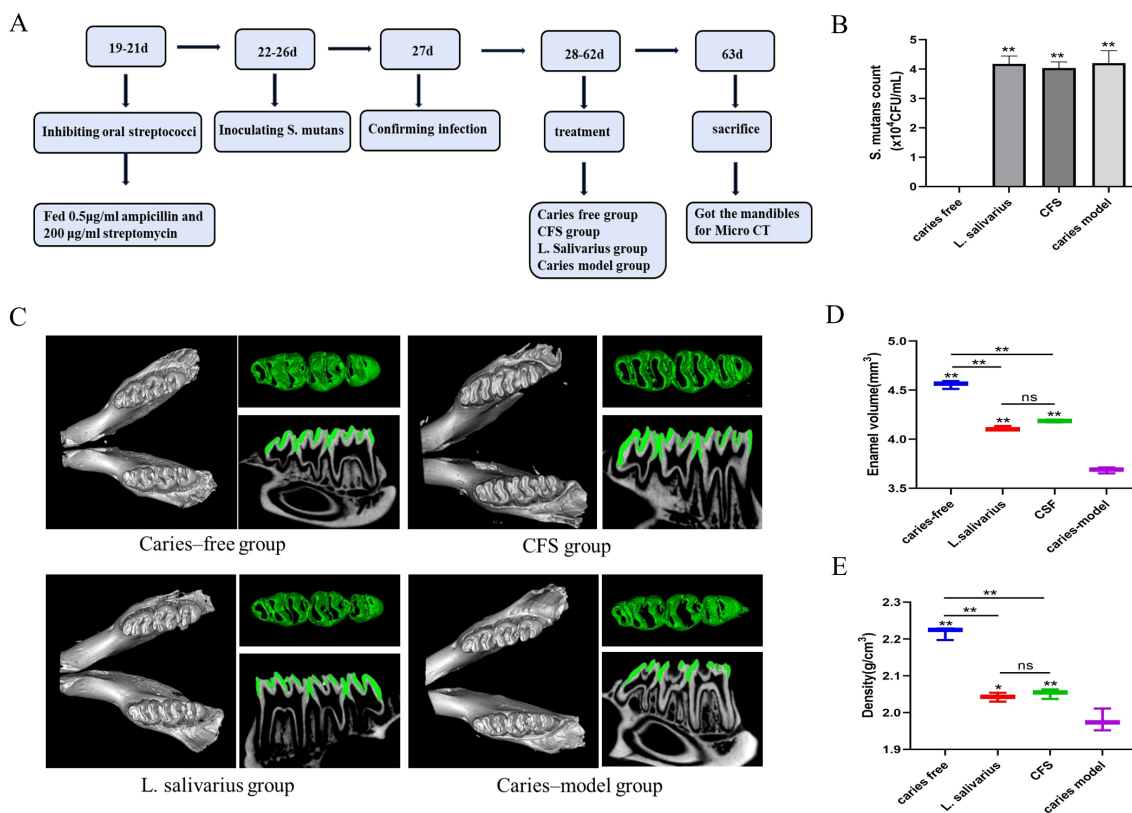 A
19-21d
22-26d
27d
28-62d
63d
Inhibiting oral streptococci
Inoculating S. mutans
Confirming infection
treatment
sacrifice
Fed 0.5μg/ml ampicillin and
200 μg/ml streptomycin
Caries free group
CFS group
L. Salivarius group
Caries model group
Got the mandibles
for Micro CT
B
S. mutans count
(x10⁴CFU/mL)
5
4
3
2
1
0
**
**
**
caries free
L. salivarius
CFS
caries model
C
Caries–free group
CFS group
L. salivarius group
Caries–model group
D
Enamel volume(mm³)
5.0
4.5
4.0
3.5
**
**
ns
**
**
**
caries-free
L.salivarius
CSF
caries-model
E
Density(g/cm³)
2.3
2.2
2.1
2.0
1.9
**
**
ns
**
*
**
caries free
L. salivarius
CFS
caries model